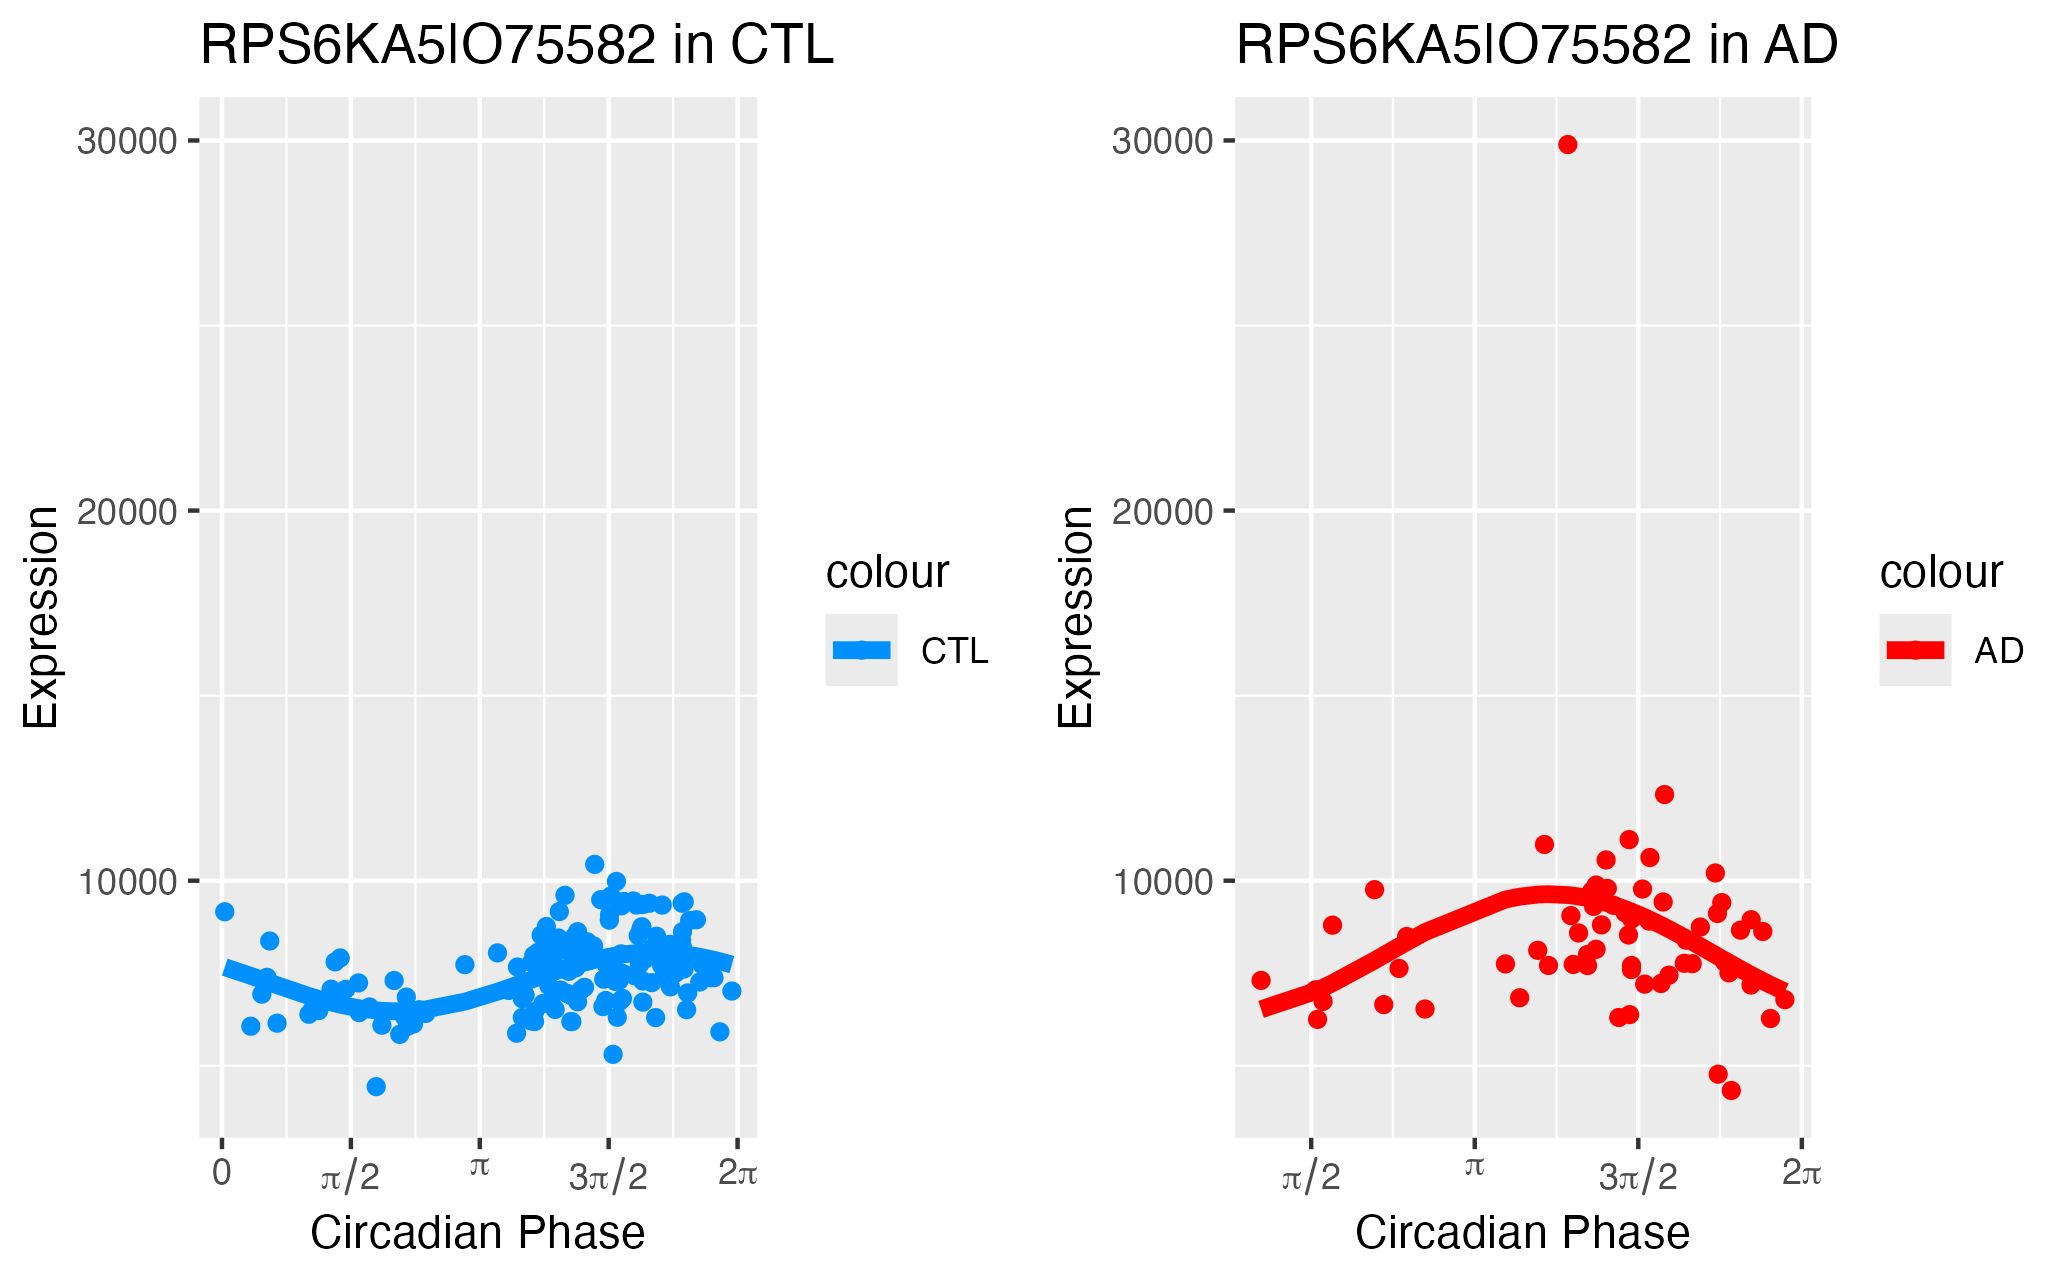 RPS6KA5|O75582 in CTL
30000
20000
10000
Expression
0
π/2
π
3π/2
2π
Circadian Phase
colour
CTL
RPS6KA5|O75582 in AD
30000
20000
10000
Expression
π/2
π
3π/2
2π
Circadian Phase
colour
AD